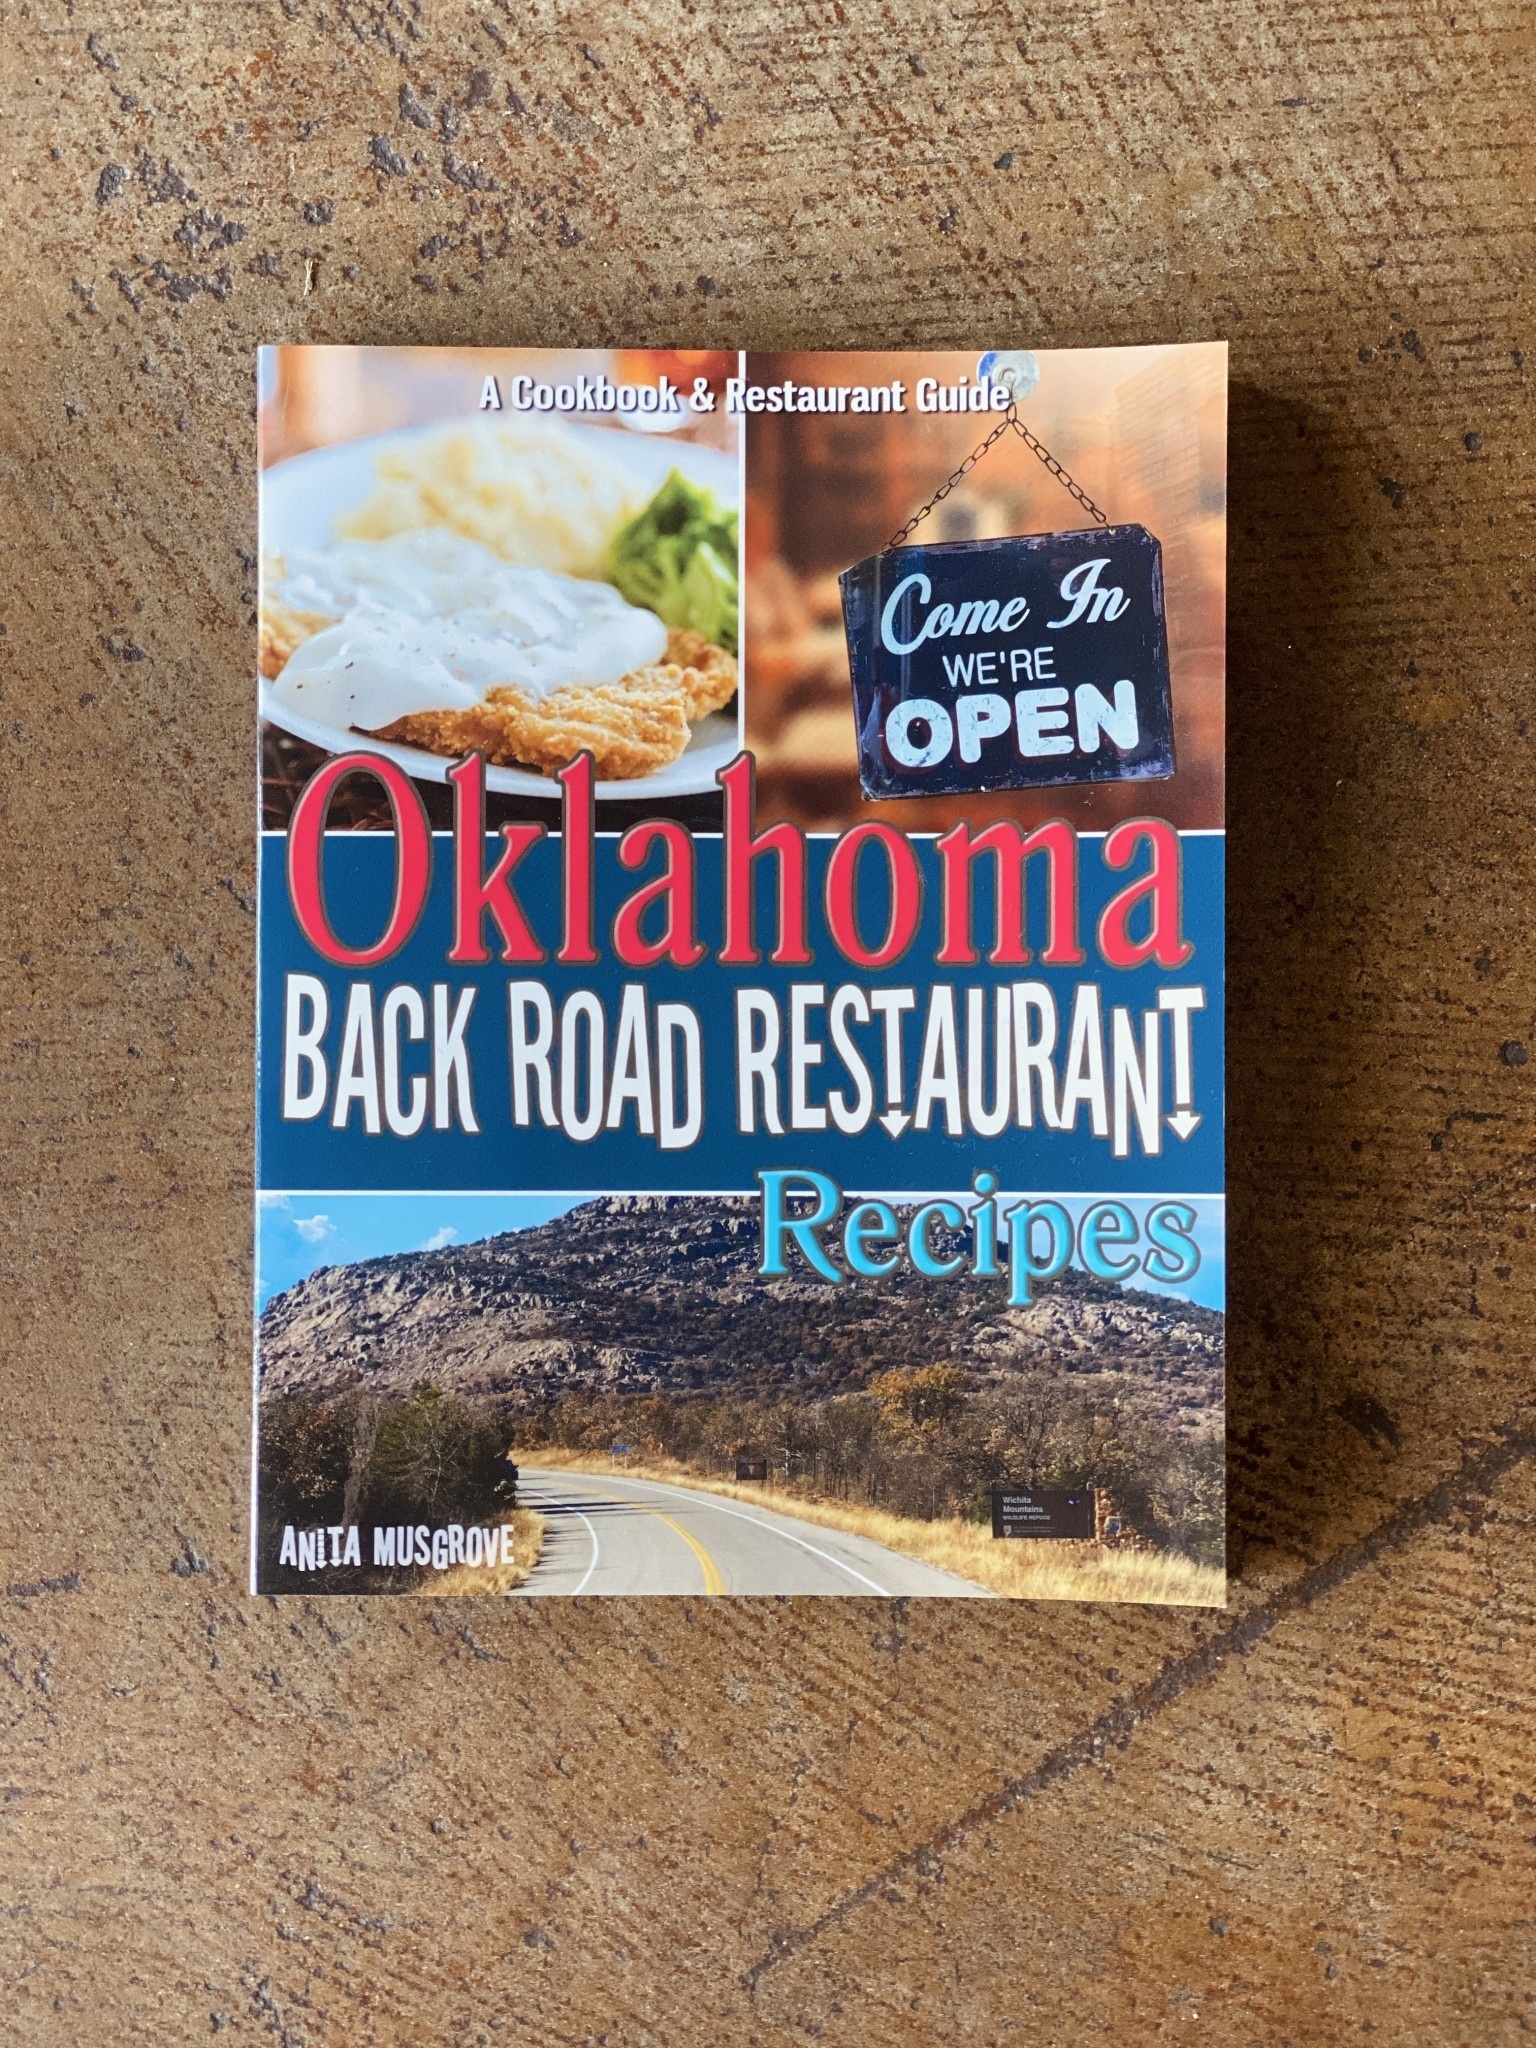 A Cookbook & Restaurant Guide
Come In
WE'RE
OPEN
Oklahoma
BACK ROAD RESTAURANT
Recipes
Wichita
Mountains
WILDLIFE REFUGE
ANITA MUSGROVE